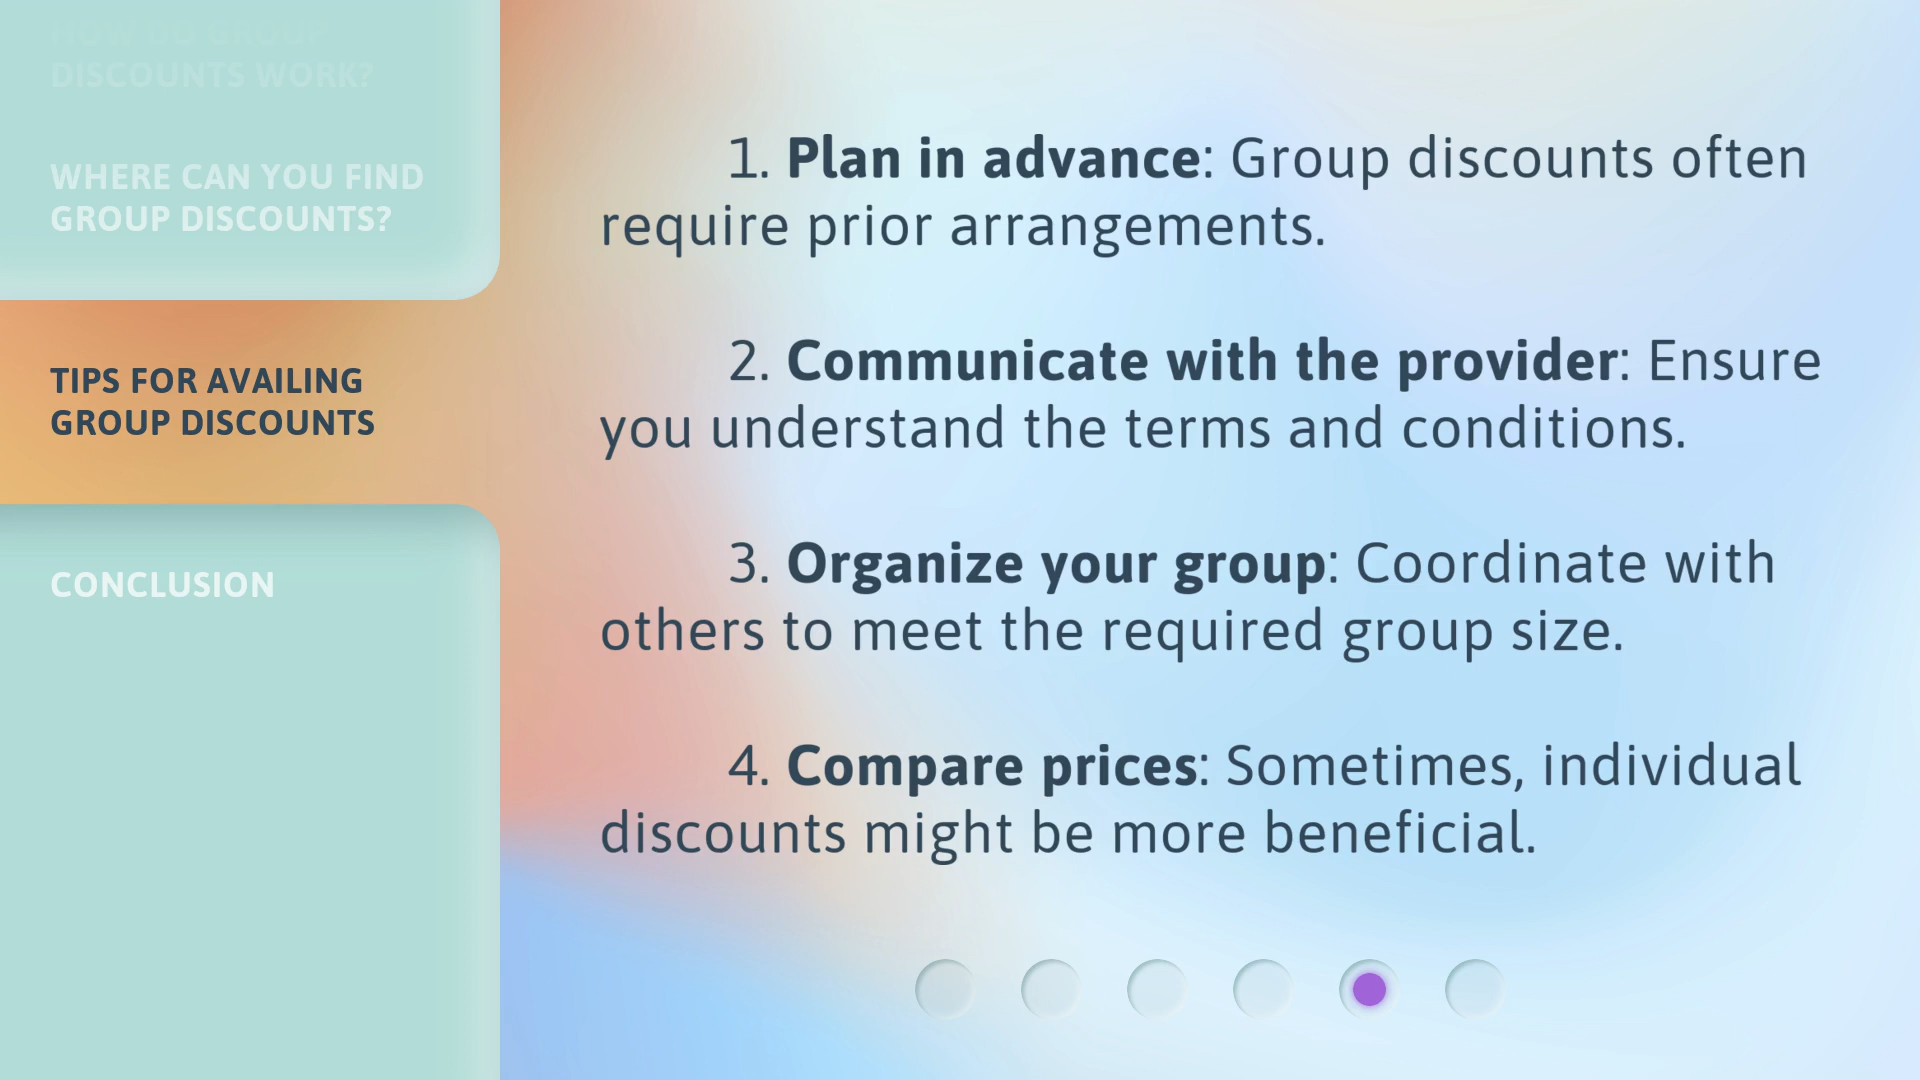 HOW DO GROUP
DISCOUNTS WORK?
WHERE CAN YOU FIND
GROUP DISCOUNTS?
TIPS FOR AVAILING
GROUP DISCOUNTS
CONCLUSION
1. Plan in advance: Group discounts often
require prior arrangements.
2. Communicate with the provider: Ensure
you understand the terms and conditions.
3. Organize your group: Coordinate with
others to meet the required group size.
4. Compare prices: Sometimes, individual
discounts might be more beneficial.